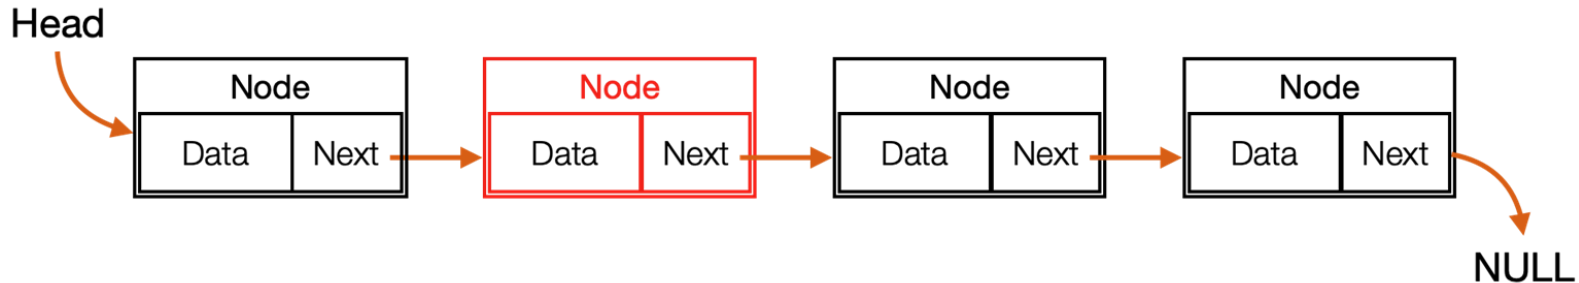 Head
Node Node Node Node
Data Next Data Next Data Next Data Next
NULL